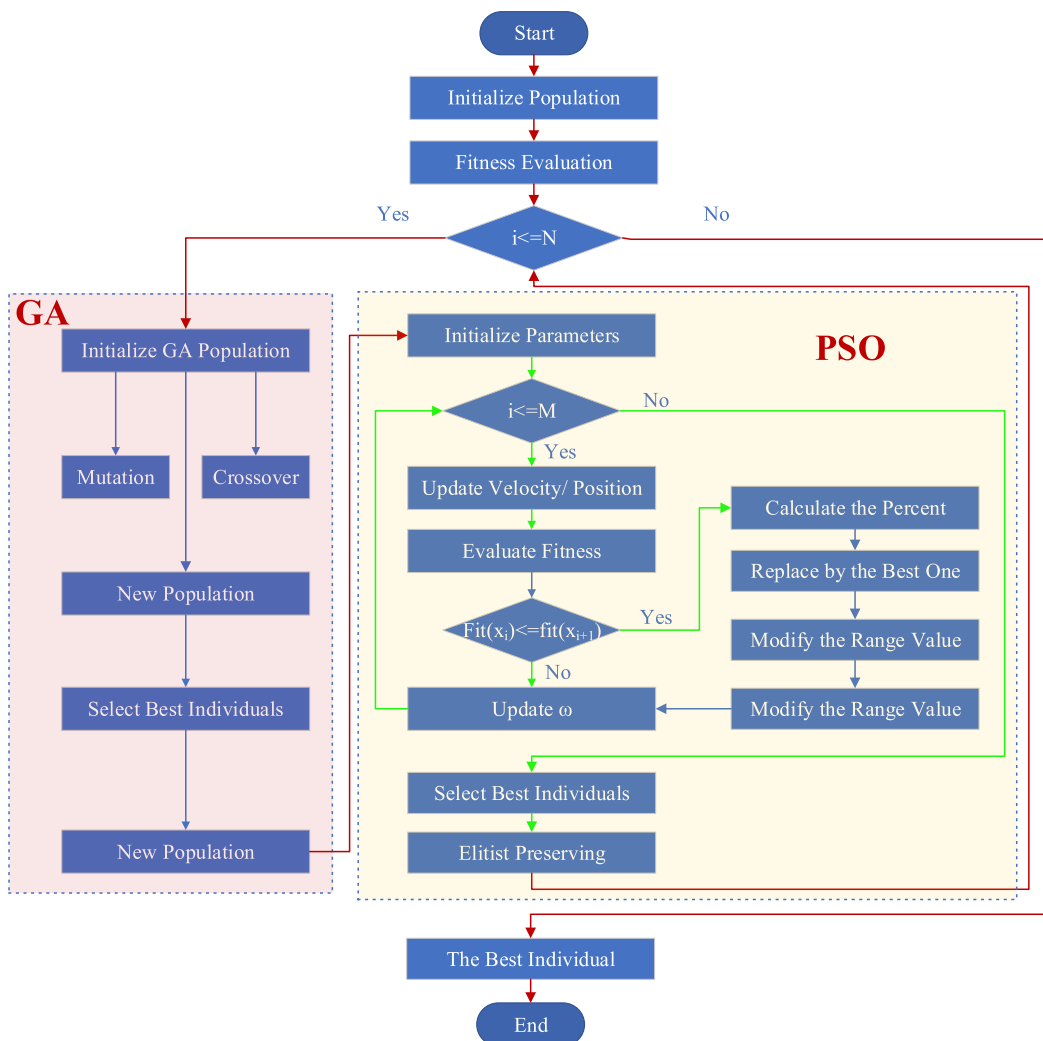 Start
Initialize Population
Fitness Evaluation
Yes
No
i<=N
GA
Initialize GA Population
Mutation
Crossover
New Population
Select Best Individuals
New Population
PSO
Initialize Parameters
i<=M
No
Yes
Update Velocity/ Position
Evaluate Fitness
Fit(xᵢ)<=fit(xᵢ₊₁)
Yes
No
Update ω
Calculate the Percent
Replace by the Best One
Modify the Range Value
Modify the Range Value
Select Best Individuals
Elitist Preserving
The Best Individual
End